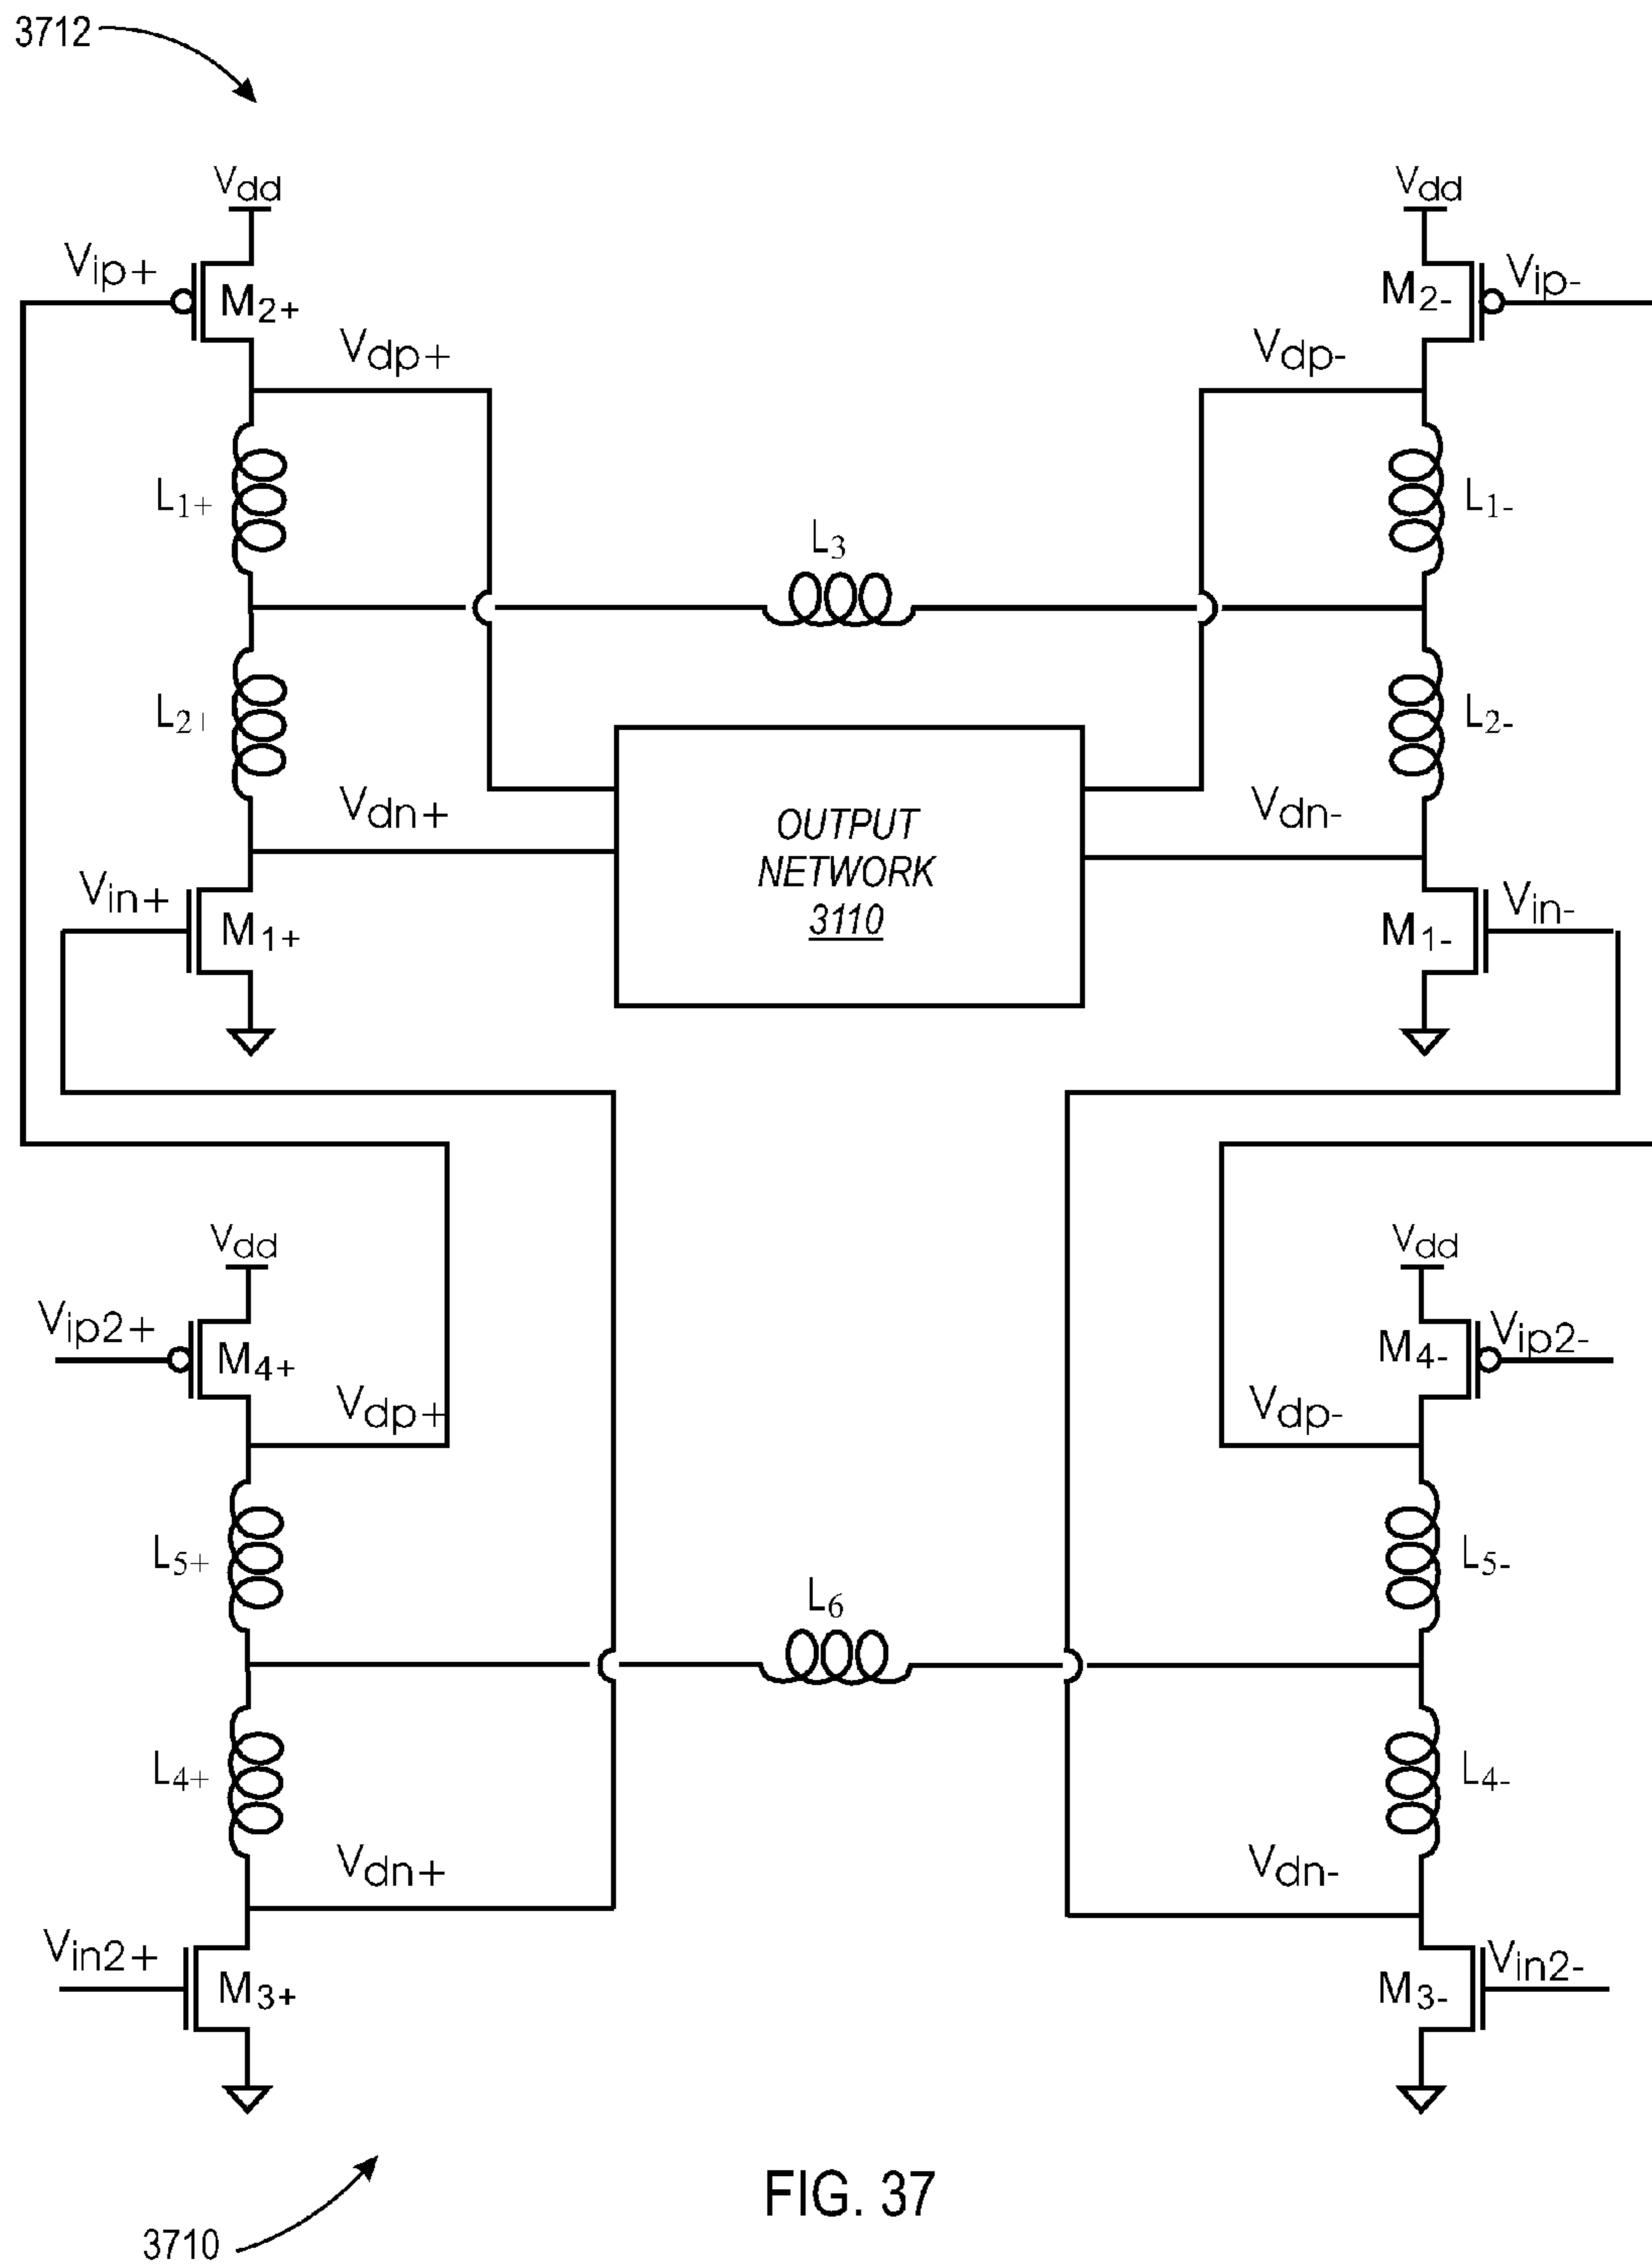 3712
Vdd
Vdd
Vip+
M2+
M2-
Vip-
Vdp+
Vdp-
L1+
L3
L1-
L2+
L2-
Vdn+
OUTPUT
NETWORK
3110
Vdn-
Vin+
M1+
M1-
Vin-
Vdd
Vdd
Vip2+
M4+
M4-
Vip2-
Vdp+
Vdp-
L5+
L6
L5-
L4+
L4-
Vdn+
Vdn-
Vin2+
M3+
M3-
Vin2-
FIG. 37
3710